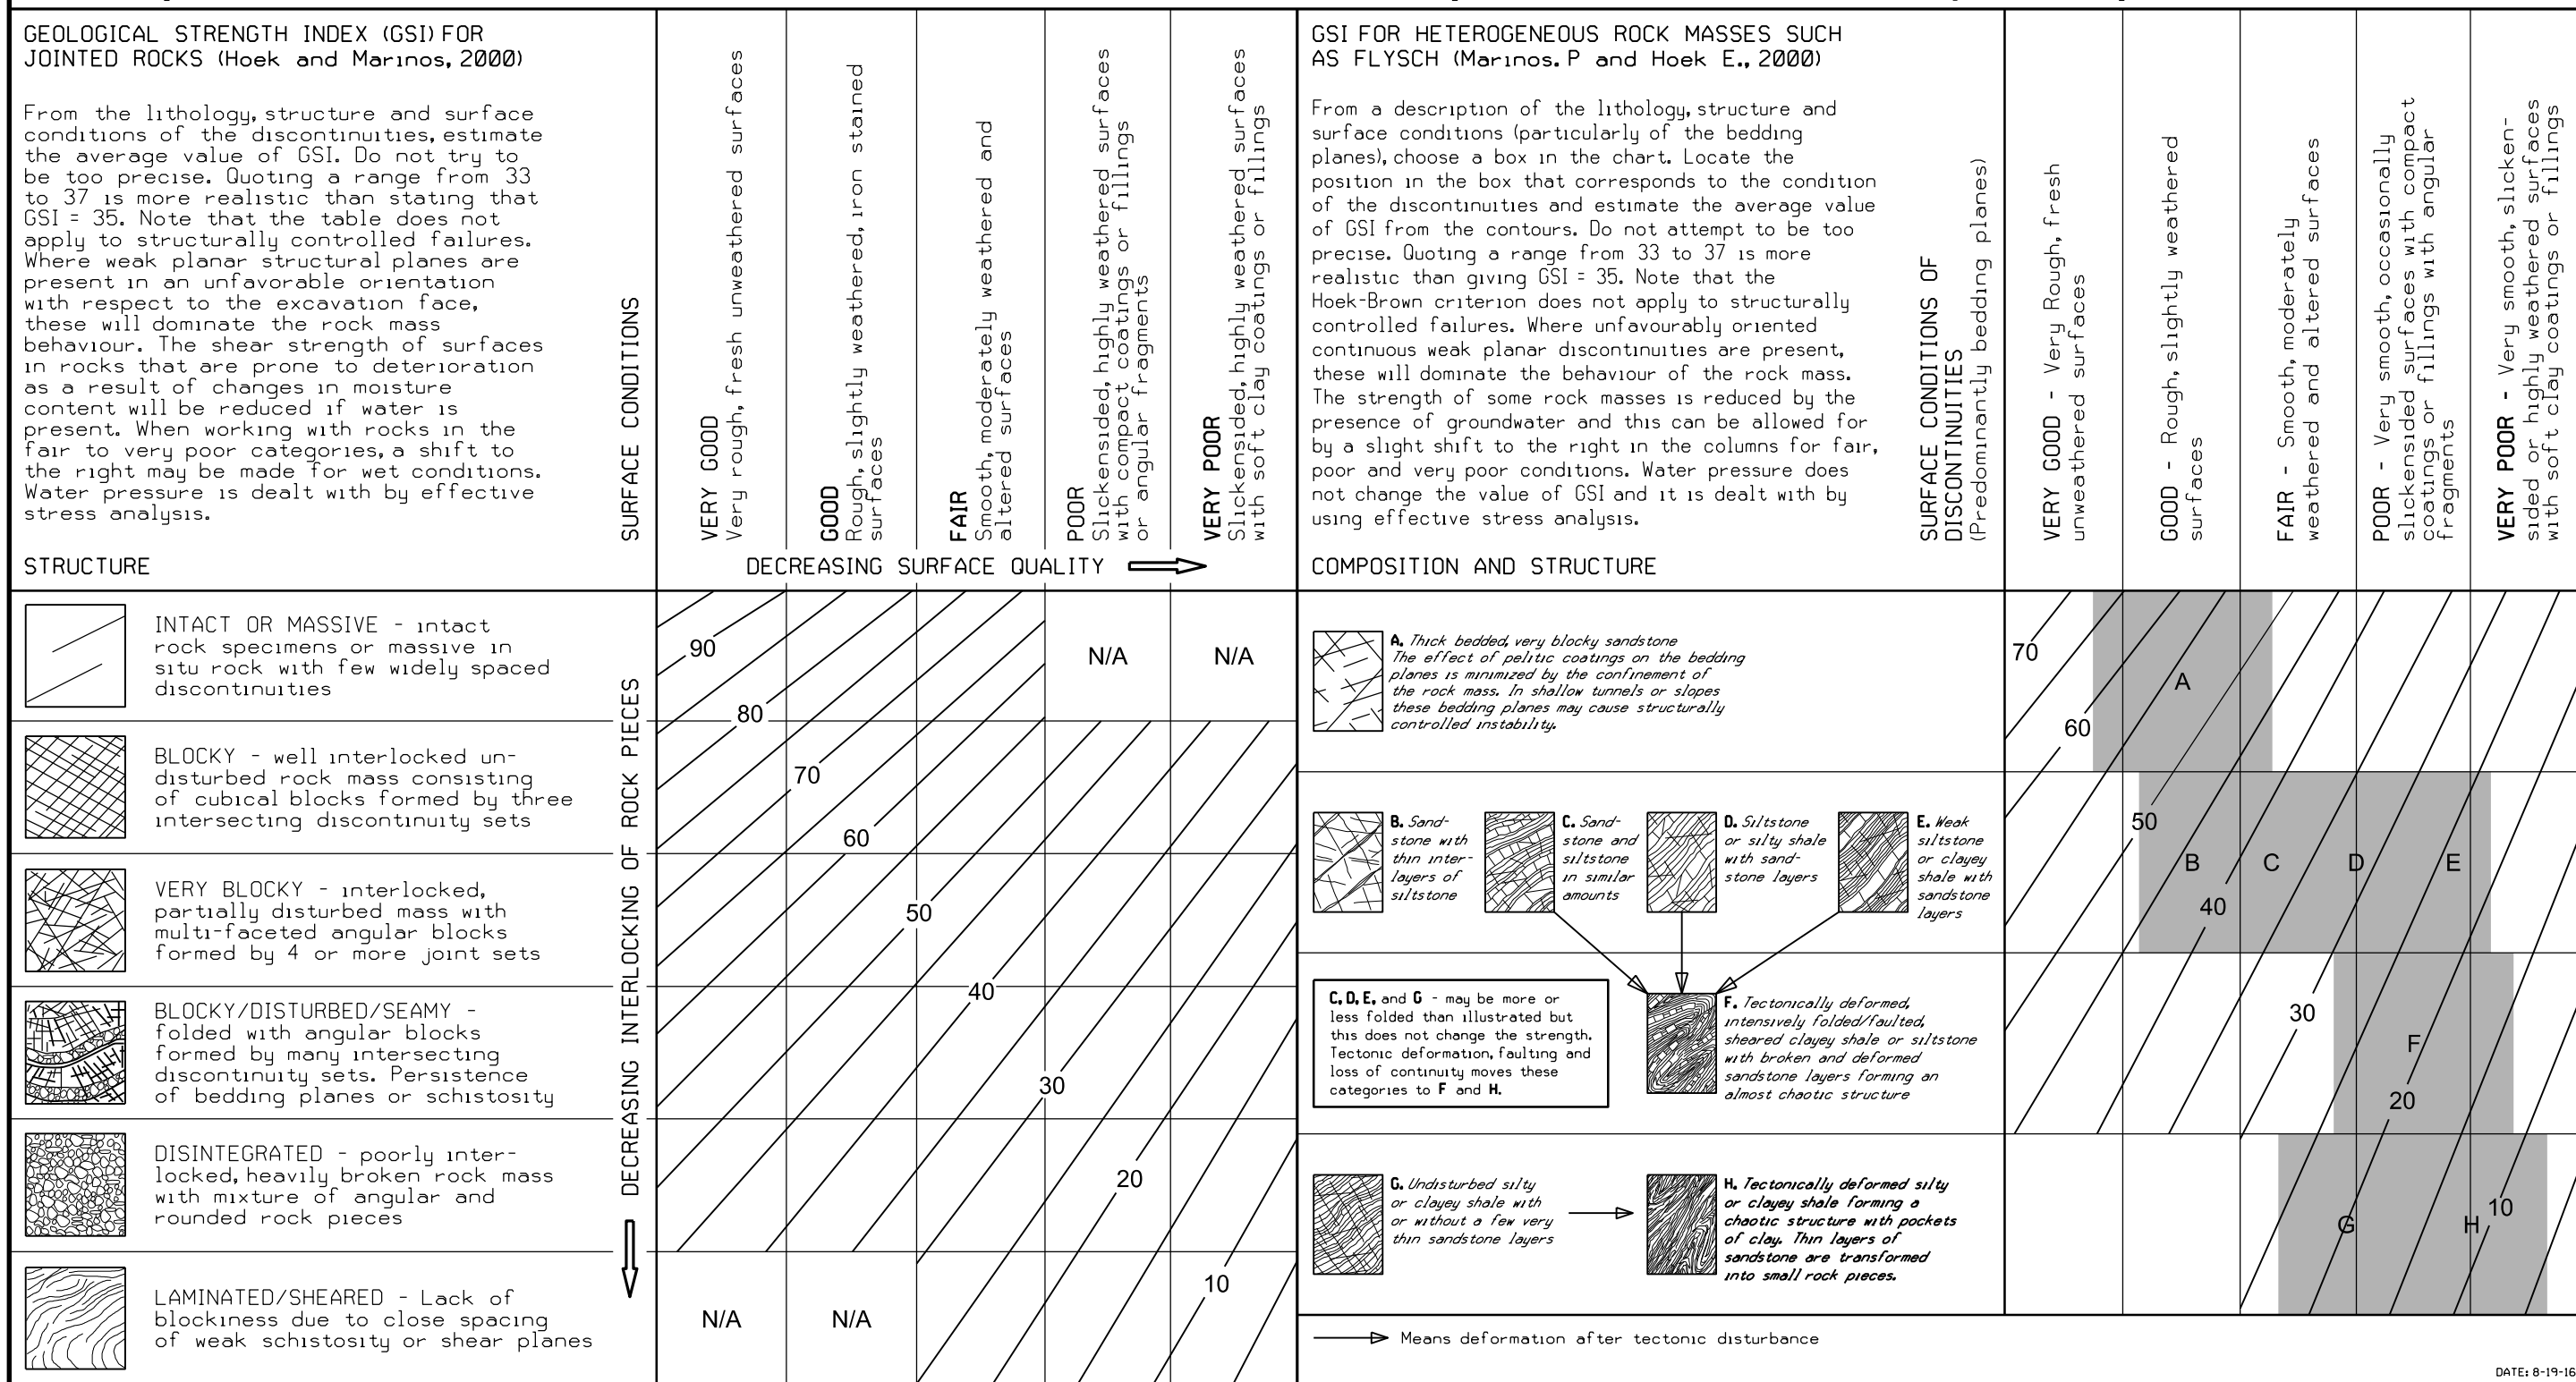 GEOLOGICAL STRENGTH INDEX (GSI) FOR
JOINTED ROCKS (Hoek and Marinos, 2000)
From the lithology, structure and surface
conditions of the discontinuities, estimate
the average value of GSI. Do not try to
be too precise. Quoting a range from 33
to 37 is more realistic than stating that
GSI = 35. Note that the table does not
apply to structurally controlled failures.
Where weak planar structural planes are
present in an unfavorable orientation
with respect to the excavation face,
these will dominate the rock mass
behaviour. The shear strength of surfaces
in rocks that are prone to deterioration
as a result of changes in moisture
content will be reduced if water is
present. When working with rocks in the
fair to very poor categories, a shift to
the right may be made for wet conditions.
Water pressure is dealt with by effective
stress analysis.
STRUCTURE
SURFACE CONDITIONS
VERY GOOD
Very rough, fresh unweathered surfaces
GOOD
Rough, slightly weathered, iron stained
surfaces
FAIR
Smooth, moderately weathered and
altered surfaces
POOR
Slickensided, highly weathered surfaces
with compact coatings or fillings
or angular fragments
VERY POOR
Slickensided, highly weathered surfaces
with soft clay coatings or fillings
DECREASING SURFACE QUALITY
DECREASING INTERLOCKING OF ROCK PIECES
INTACT OR MASSIVE - intact
rock specimens or massive in
situ rock with few widely spaced
discontinuities
BLOCKY - well interlocked un-
disturbed rock mass consisting
of cubical blocks formed by three
intersecting discontinuity sets
VERY BLOCKY - interlocked,
partially disturbed mass with
multi-faceted angular blocks
formed by 4 or more joint sets
BLOCKY/DISTURBED/SEAMY -
folded with angular blocks
formed by many intersecting
discontinuity sets. Persistence
of bedding planes or schistosity
DISINTEGRATED - poorly inter-
locked, heavily broken rock mass
with mixture of angular and
rounded rock pieces
LAMINATED/SHEARED - Lack of
blockiness due to close spacing
of weak schistosity or shear planes
90
80
70
60
50
40
30
20
10
N/A
N/A
N/A
N/A
GSI FOR HETEROGENEOUS ROCK MASSES SUCH
AS FLYSCH (Marinos. P and Hoek E., 2000)
From a description of the lithology, structure and
surface conditions (particularly of the bedding
planes), choose a box in the chart. Locate the
position in the box that corresponds to the condition
of the discontinuities and estimate the average value
of GSI from the contours. Do not attempt to be too
precise. Quoting a range from 33 to 37 is more
realistic than giving GSI = 35. Note that the
Hoek-Brown criterion does not apply to structurally
controlled failures. Where unfavourably oriented
continuous weak planar discontinuities are present,
these will dominate the behaviour of the rock mass.
The strength of some rock masses is reduced by the
presence of groundwater and this can be allowed for
by a slight shift to the right in the columns for fair,
poor and very poor conditions. Water pressure does
not change the value of GSI and it is dealt with by
using effective stress analysis.
COMPOSITION AND STRUCTURE
SURFACE CONDITIONS OF
DISCONTINUITIES
(Predominantly bedding planes)
VERY GOOD - Very Rough, fresh
unweathered surfaces
GOOD - Rough, slightly weathered
surfaces
FAIR - Smooth, moderately
weathered and altered surfaces
POOR - Very smooth, occasionally
slickensided surfaces with compact
coatings or fillings with angular
fragments
VERY POOR - Very smooth, slicken-
sided or highly weathered surfaces
with soft clay coatings or fillings
A. Thick bedded, very blocky sandstone
The effect of pelitic coatings on the bedding
planes is minimized by the confinement of
the rock mass. In shallow tunnels or slopes
these bedding planes may cause structurally
controlled instability.
B. Sand-
stone with
thin inter-
layers of
siltstone
C. Sand-
stone and
siltstone
in similar
amounts
D. Siltstone
or silty shale
with sand-
stone layers
E. Weak
siltstone
or clayey
shale with
sandstone
layers
C, D, E, and G - may be more or
less folded than illustrated but
this does not change the strength.
Tectonic deformation, faulting and
loss of continuity moves these
categories to F and H.
F. Tectonically deformed,
intensively folded/faulted,
sheared clayey shale or siltstone
with broken and deformed
sandstone layers forming an
almost chaotic structure
G. Undisturbed silty
or clayey shale with
or without a few very
thin sandstone layers
H. Tectonically deformed silty
or clayey shale forming a
chaotic structure with pockets
of clay. Thin layers of
sandstone are transformed
into small rock pieces.
70
A
60
50
B C D E
40
30
F
20
10
G H
Means deformation after tectonic disturbance
DATE: 8-19-16